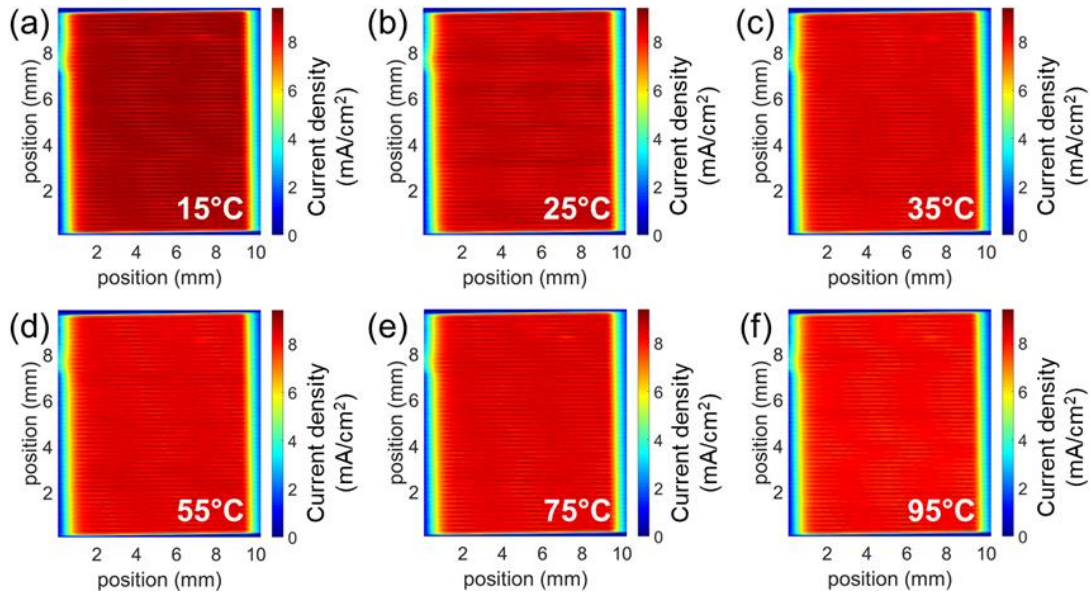 (a)
8
6
4
2
position (mm)
15°C
2 4 6 8 10
position (mm)
8
6
4
2
0
Current density
(mA/cm²)
(b)
8
6
4
2
position (mm)
25°C
2 4 6 8 10
position (mm)
8
6
4
2
0
Current density
(mA/cm²)
(c)
8
6
4
2
position (mm)
35°C
2 4 6 8 10
position (mm)
8
6
4
2
0
Current density
(mA/cm²)
(d)
8
6
4
2
position (mm)
55°C
2 4 6 8 10
position (mm)
8
6
4
2
0
Current density
(mA/cm²)
(e)
8
6
4
2
position (mm)
75°C
2 4 6 8 10
position (mm)
8
6
4
2
0
Current density
(mA/cm²)
(f)
8
6
4
2
position (mm)
95°C
2 4 6 8 10
position (mm)
8
6
4
2
0
Current density
(mA/cm²)